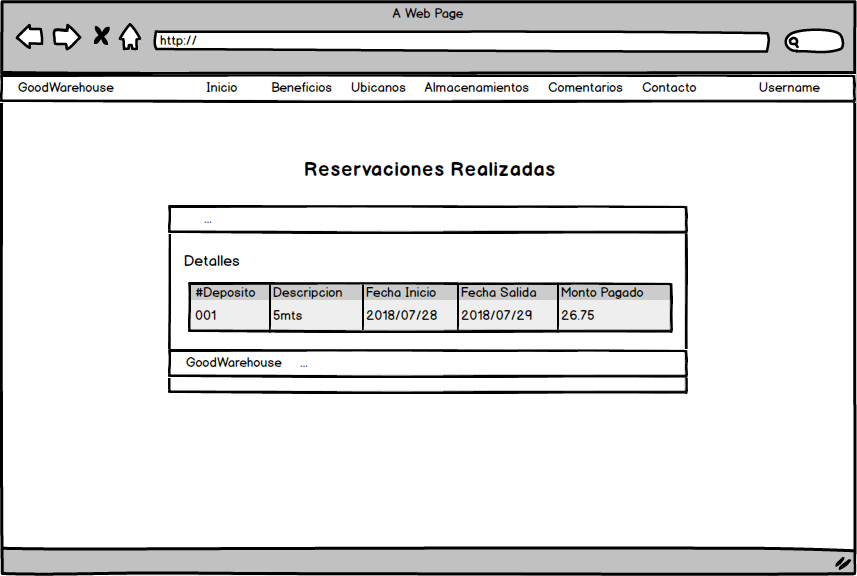 A Web Page
http://
GoodWarehouse Inicio Beneficios Ubicanos Almacenamientos Comentarios Contacto Username
Reservaciones Realizadas
...
Detalles
#Deposito Descripcion Fecha Inicio Fecha Salida Monto Pagado
001 5mts 2018/07/28 2018/07/29 26.75
GoodWarehouse ...